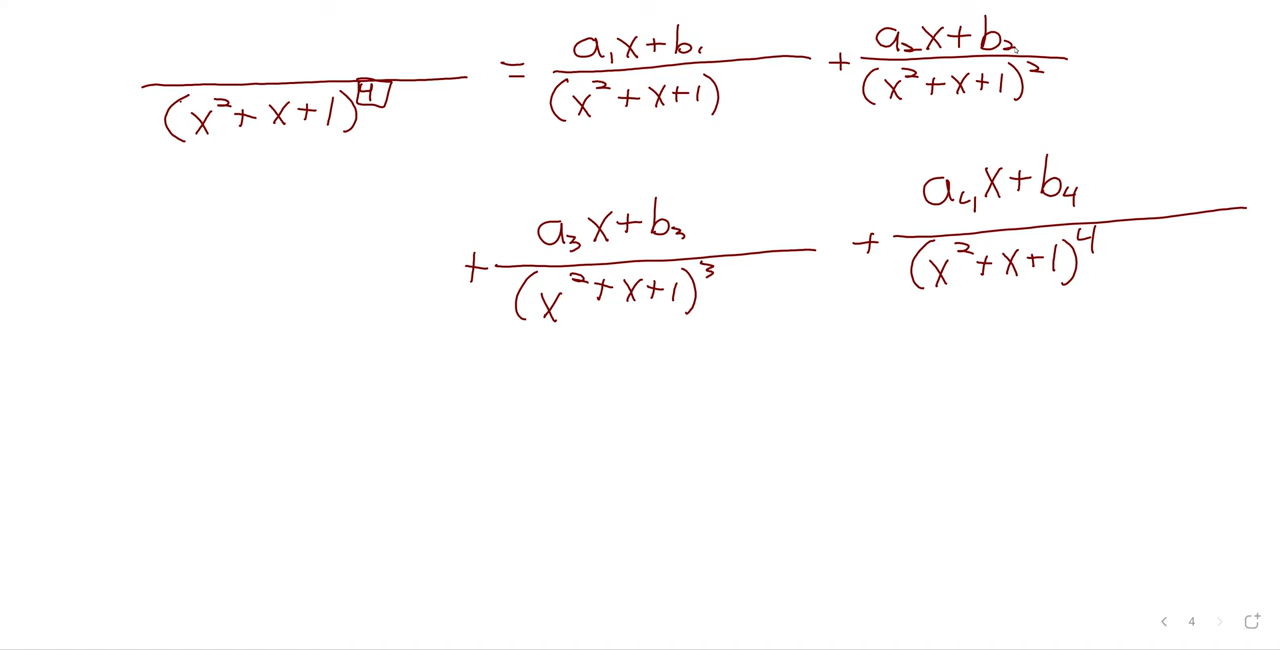 /(x²+x+1)^4 = (a₁x+b₁)/(x²+x+1) + (a₂x+b₂)/(x²+x+1)²
+ (a₃x+b₃)/(x²+x+1)³ + (a₄x+b₄)/(x²+x+1)⁴
4